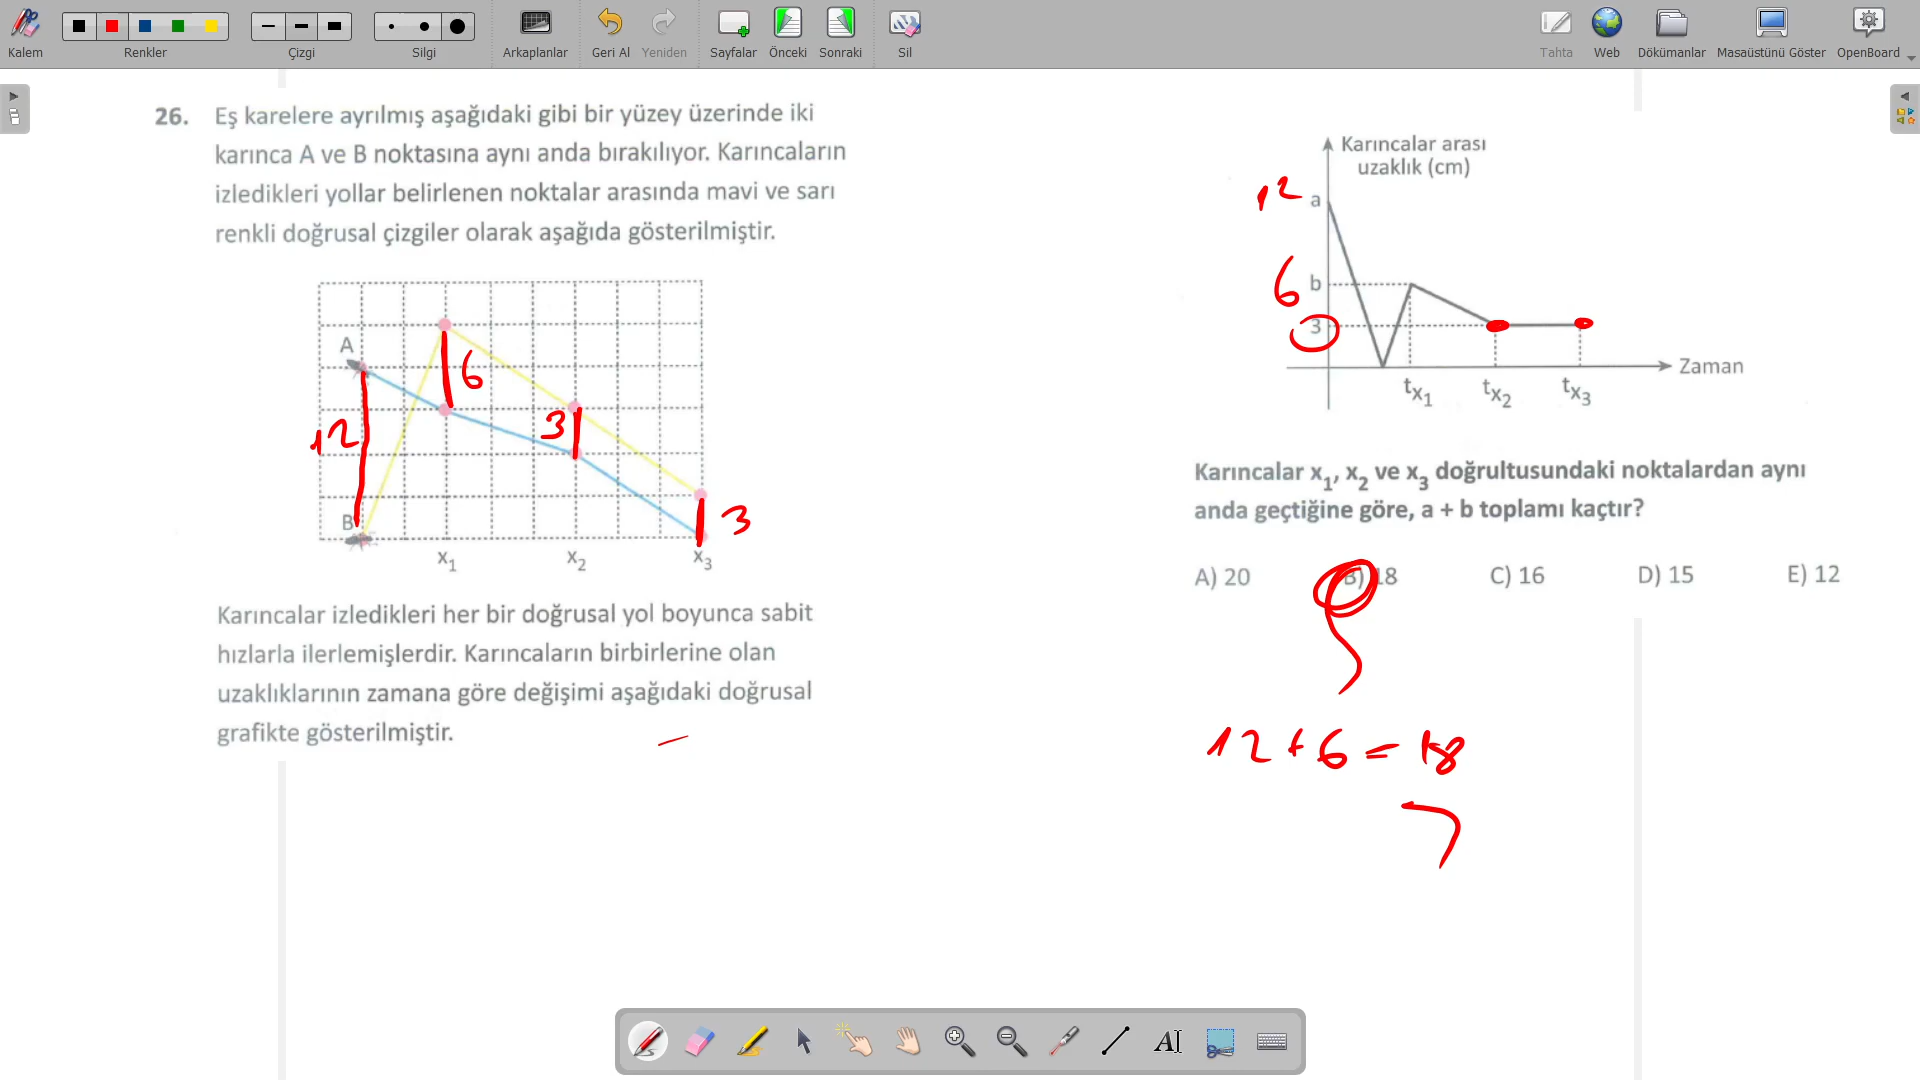 Kalem
Renkler
Çizgi
Silgi
Arkaplanlar
Geri Al
Yeniden
Sayfalar
Önceki
Sonraki
Sil
Tahta
Web
Dökümanlar
Masaüstünü Göster
OpenBoard
26. Eş karelere ayrılmış aşağıdaki gibi bir yüzey üzerinde iki
karınca A ve B noktasına aynı anda bırakılıyor. Karıncaların
izledikleri yollar belirlenen noktalar arasında mavi ve sarı
renkli doğrusal çizgiler olarak aşağıda gösterilmiştir.
A
6
12
3
B
3
x₁ x₂ x₃
Karıncalar izledikleri her bir doğrusal yol boyunca sabit
hızlarla ilerlemişlerdir. Karıncaların birbirlerine olan
uzaklıklarının zamana göre değişimi aşağıdaki doğrusal
grafikte gösterilmiştir.
Karıncalar arası
uzaklık (cm)
12 a
6 b
3
Zaman
tx₁ tx₂ tx₃
Karıncalar x₁, x₂ ve x₃ doğrultusundaki noktalardan aynı
anda geçtiğine göre, a + b toplamı kaçtır?
A) 20 B) 18 C) 16 D) 15 E) 12
12 + 6 = 18